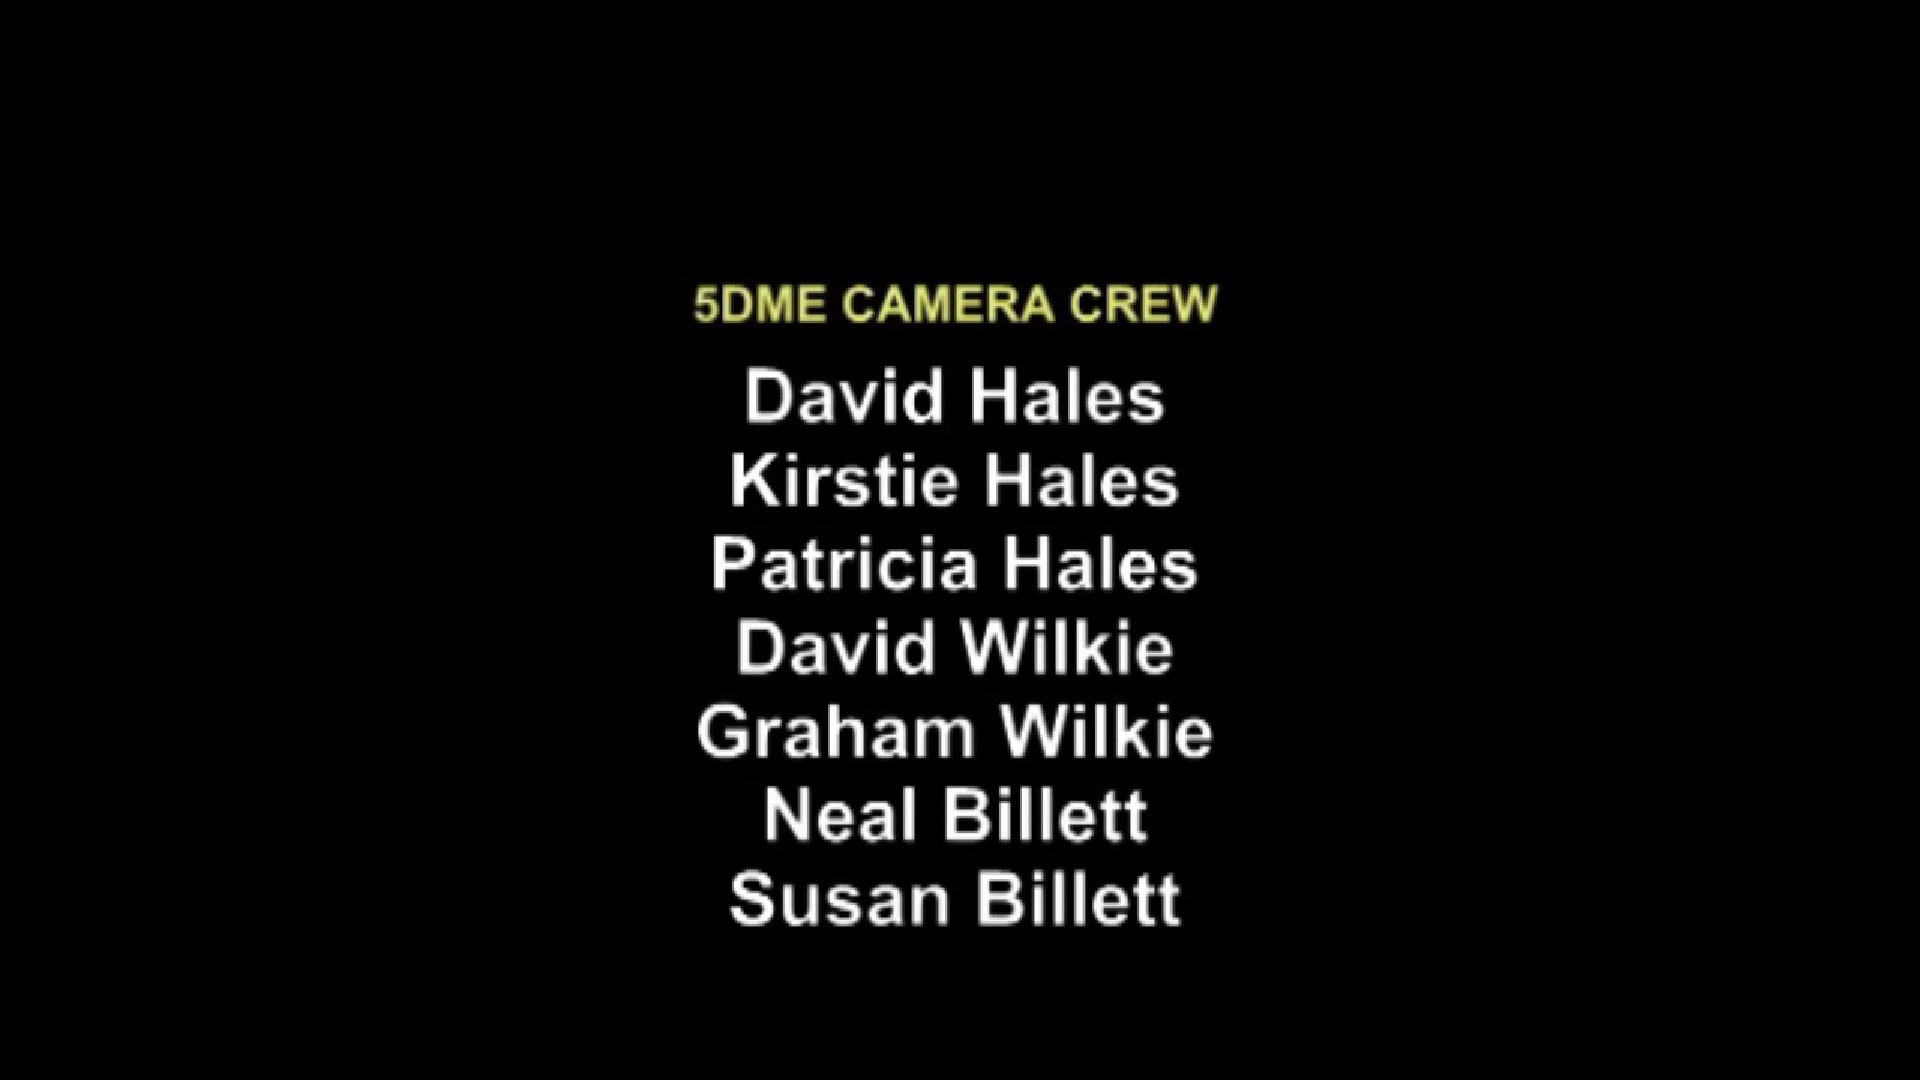 5DME CAMERA CREW
David Hales
Kirstie Hales
Patricia Hales
David Wilkie
Graham Wilkie
Neal Billett
Susan Billett